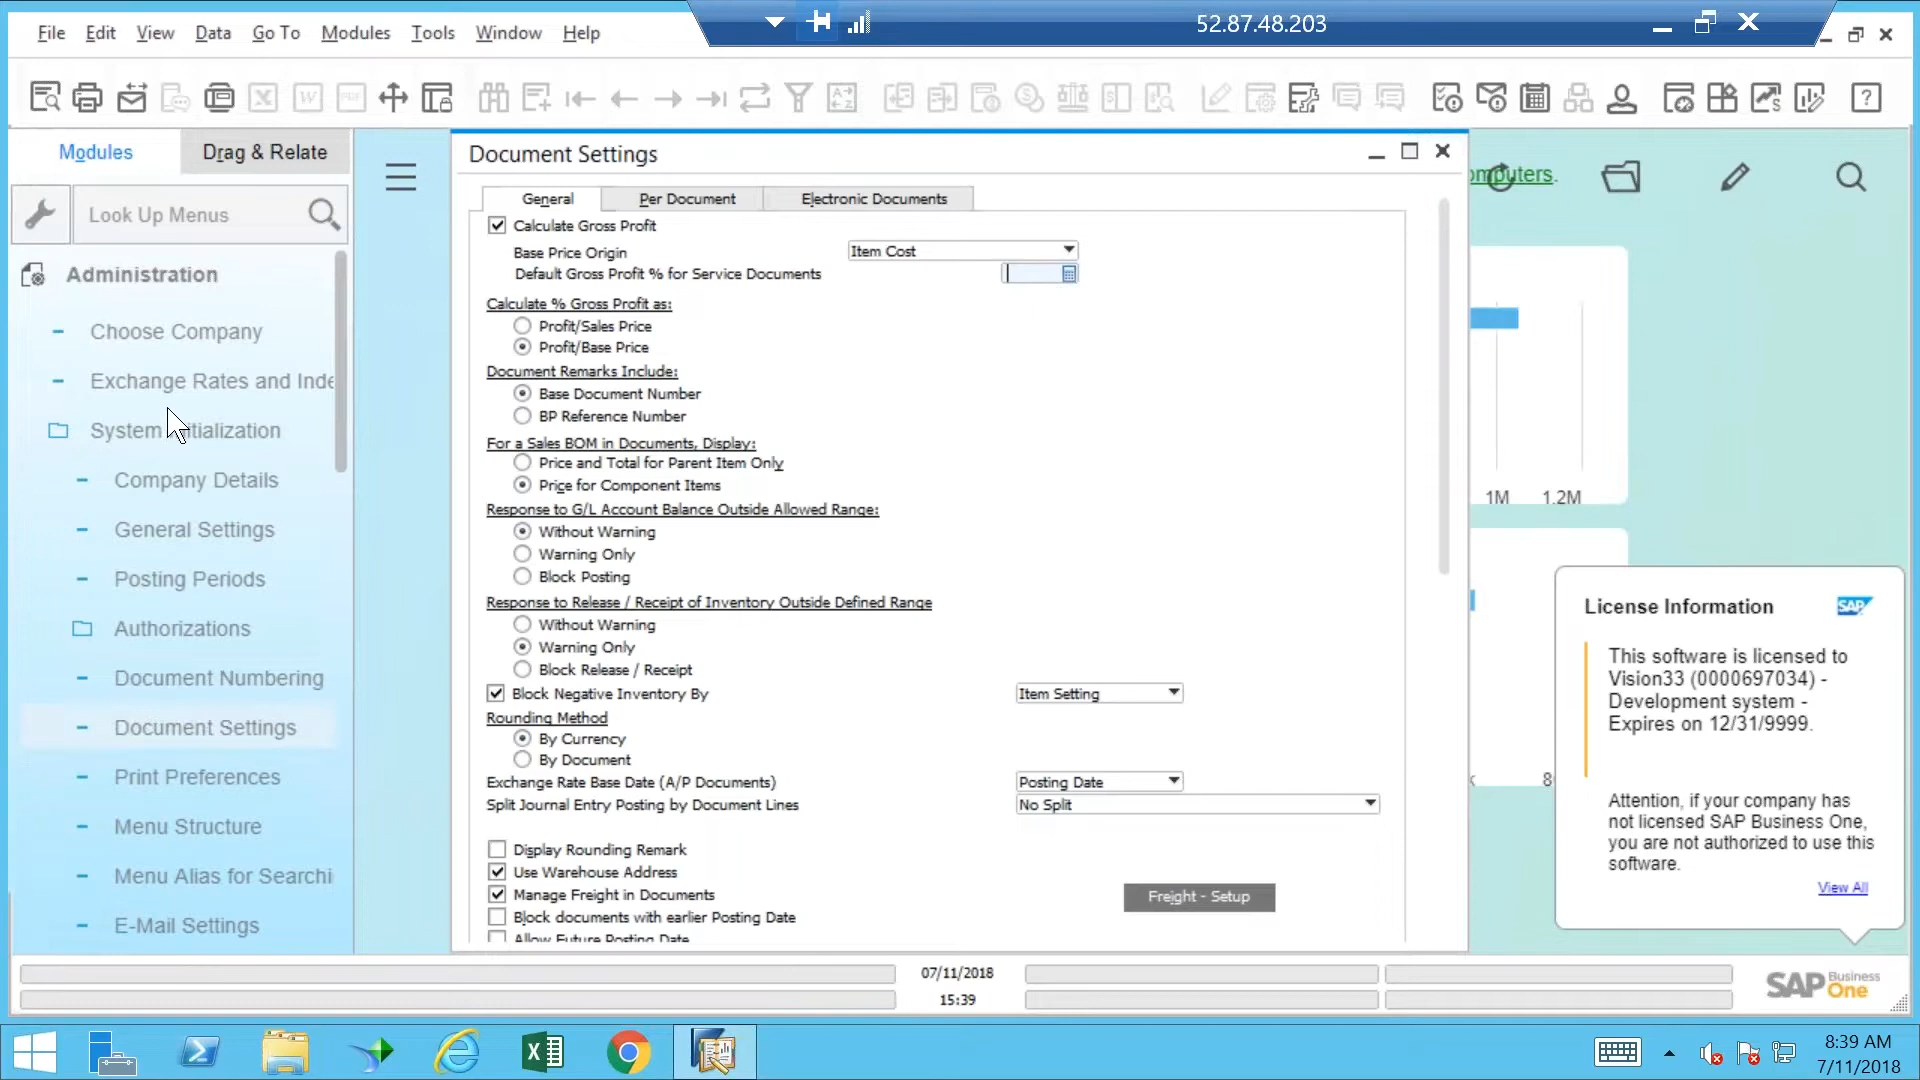 52.87.48.203
File Edit View Data Go To Modules Tools Window Help
Modules
Drag & Relate
Look Up Menus
Administration
Choose Company
Exchange Rates and Inde
System
tialization
Company Details
General Settings
Posting Periods
Authorizations
Document Numbering
Document Settings
Print Preferences
Menu Structure
Menu Alias for Searchi
E-Mail Settings
Document Settings
General
Per Document
Electronic Documents
Calculate Gross Profit
Base Price Origin
Item Cost
Default Gross Profit % for Service Documents
Calculate % Gross Profit as:
Profit/Sales Price
Profit/Base Price
Document Remarks Include:
Base Document Number
BP Reference Number
For a Sales BOM in Documents, Display:
Price and Total for Parent Item Only
Price for Component Items
Response to G/L Account Balance Outside Allowed Range:
Without Warning
Warning Only
Block Posting
Response to Release / Receipt of Inventory Outside Defined Range
Without Warning
Warning Only
Block Release / Receipt
Block Negative Inventory By
Item Setting
Rounding Method
By Currency
By Document
Exchange Rate Base Date (A/P Documents)
Posting Date
Split Journal Entry Posting by Document Lines
No Split
Display Rounding Remark
Use Warehouse Address
Manage Freight in Documents
Freight - Setup
Block documents with earlier Posting Date
Allow Future Posting Date
omputers.
1M 1.2M
License Information
SAP
This software is licensed to
Vision33 (0000697034) -
Development system -
Expires on 12/31/9999.
Attention, if your company has
not licensed SAP Business One,
you are not authorized to use this
software.
View All
07/11/2018
15:39
SAP Business One
8:39 AM
7/11/2018